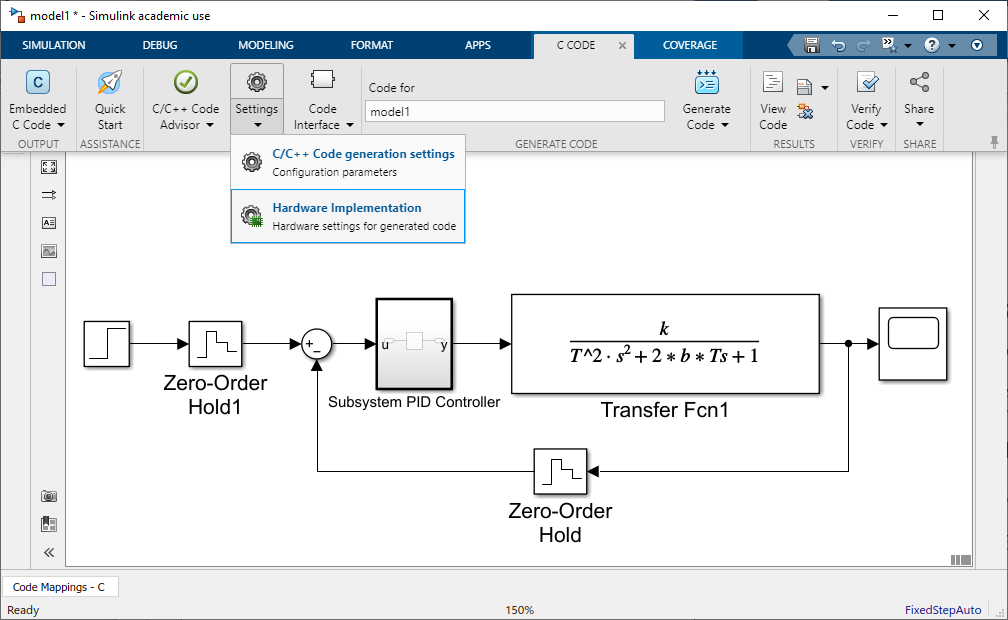 model1 * - Simulink academic use
SIMULATION DEBUG MODELING FORMAT APPS C CODE COVERAGE
Embedded
C Code
Quick
Start
C/C++ Code
Advisor
Settings
Code
Interface
Code for
model1
Generate
Code
View
Code
Verify
Code
Share
OUTPUT ASSISTANCE GENERATE CODE RESULTS VERIFY SHARE
C/C++ Code generation settings
Configuration parameters
Hardware Implementation
Hardware settings for generated code
Zero-Order
Hold1
+
−
u y
Subsystem PID Controller
k
T^2 · s² + 2 * b * Ts + 1
Transfer Fcn1
Zero-Order
Hold
Code Mappings - C
Ready 150% FixedStepAuto